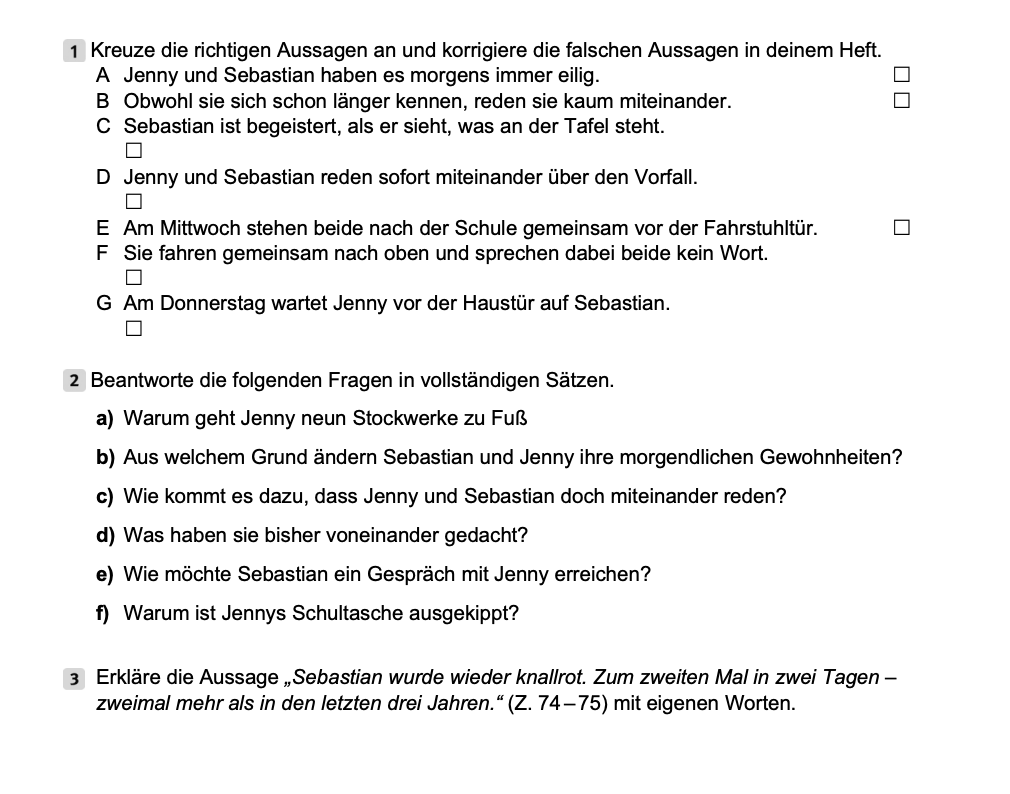 1 Kreuze die richtigen Aussagen an und korrigiere die falschen Aussagen in deinem Heft.
A Jenny und Sebastian haben es morgens immer eilig. ☐
B Obwohl sie sich schon länger kennen, reden sie kaum miteinander. ☐
C Sebastian ist begeistert, als er sieht, was an der Tafel steht.
☐
D Jenny und Sebastian reden sofort miteinander über den Vorfall.
☐
E Am Mittwoch stehen beide nach der Schule gemeinsam vor der Fahrstuhltür. ☐
F Sie fahren gemeinsam nach oben und sprechen dabei beide kein Wort.
☐
G Am Donnerstag wartet Jenny vor der Haustür auf Sebastian.
☐
2 Beantworte die folgenden Fragen in vollständigen Sätzen.
a) Warum geht Jenny neun Stockwerke zu Fuß
b) Aus welchem Grund ändern Sebastian und Jenny ihre morgendlichen Gewohnheiten?
c) Wie kommt es dazu, dass Jenny und Sebastian doch miteinander reden?
d) Was haben sie bisher voneinander gedacht?
e) Wie möchte Sebastian ein Gespräch mit Jenny erreichen?
f) Warum ist Jennys Schultasche ausgekippt?
3 Erkläre die Aussage „Sebastian wurde wieder knallrot. Zum zweiten Mal in zwei Tagen –
zweimal mehr als in den letzten drei Jahren.“ (Z. 74–75) mit eigenen Worten.